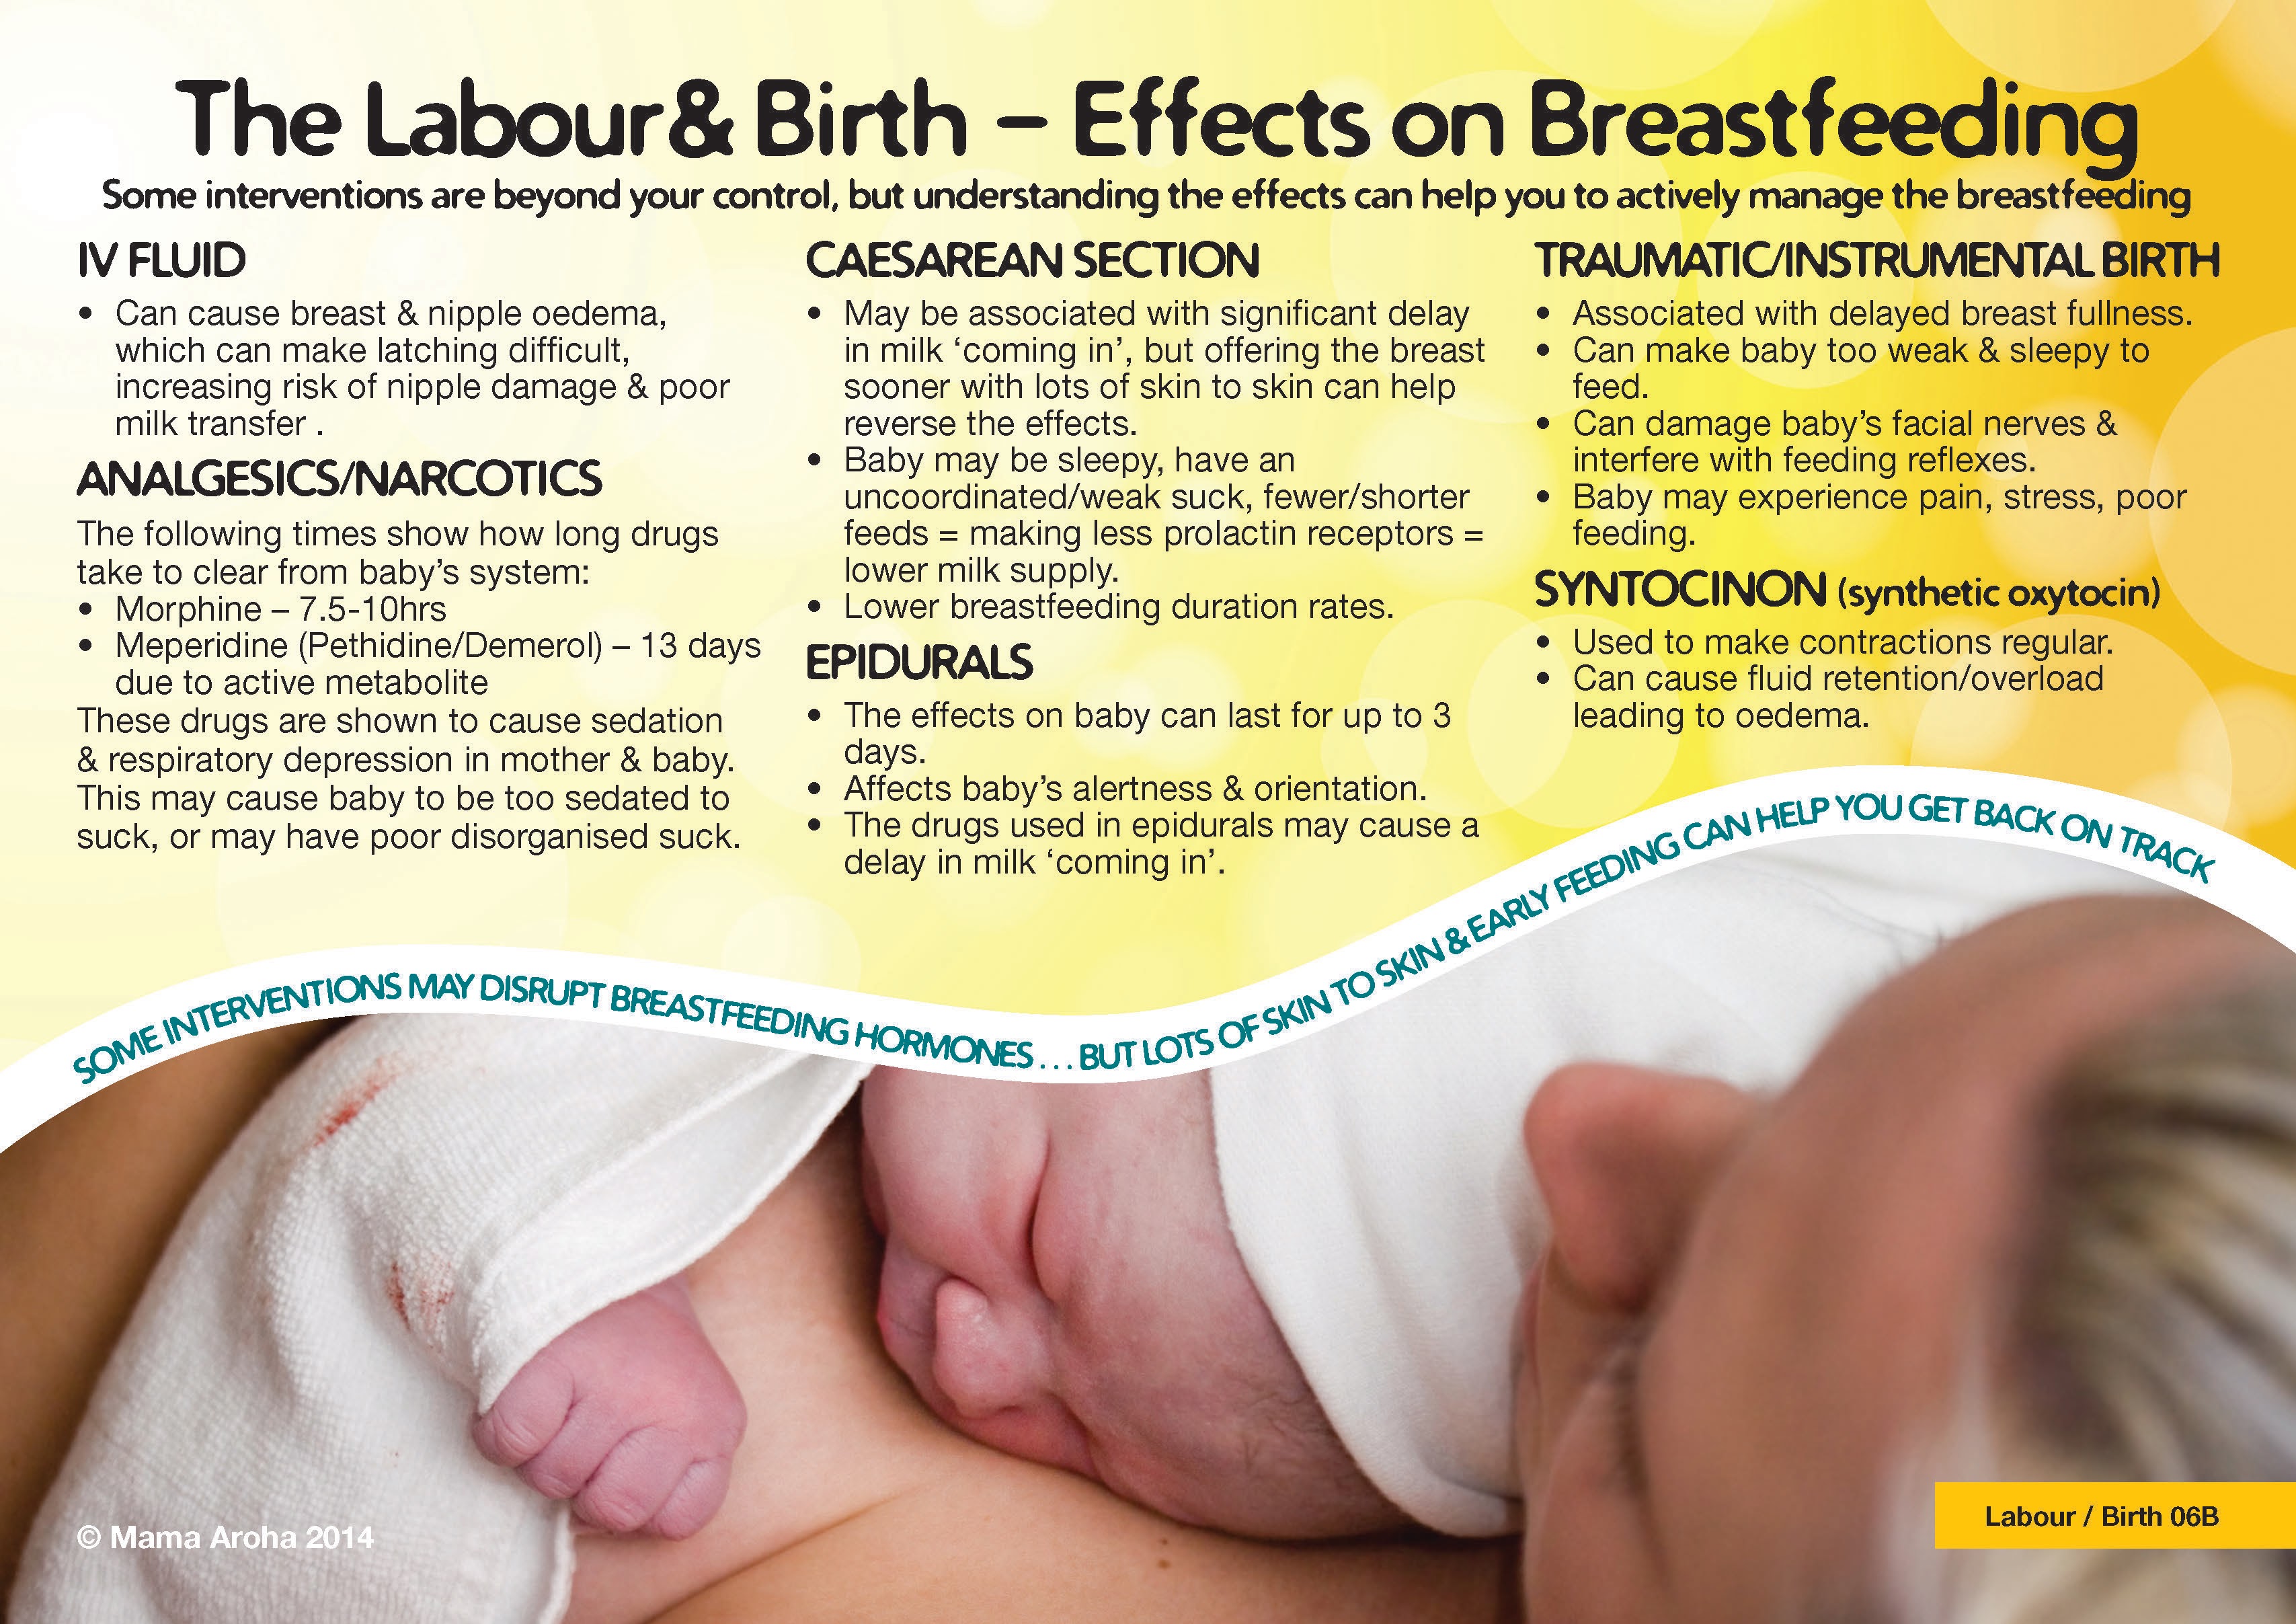 The Labour & Birth – Effects on Breastfeeding
Some interventions are beyond your control, but understanding the effects can help you to actively manage the breastfeeding
IV FLUID
• Can cause breast & nipple oedema,
which can make latching difficult,
increasing risk of nipple damage & poor
milk transfer .
ANALGESICS/NARCOTICS
The following times show how long drugs
take to clear from baby's system:
• Morphine – 7.5-10hrs
• Meperidine (Pethidine/Demerol) – 13 days
due to active metabolite
These drugs are shown to cause sedation
& respiratory depression in mother & baby.
This may cause baby to be too sedated to
suck, or may have poor disorganised suck.
CAESAREAN SECTION
• May be associated with significant delay
in milk 'coming in', but offering the breast
sooner with lots of skin to skin can help
reverse the effects.
• Baby may be sleepy, have an
uncoordinated/weak suck, fewer/shorter
feeds = making less prolactin receptors =
lower milk supply.
• Lower breastfeeding duration rates.
EPIDURALS
• The effects on baby can last for up to 3
days.
• Affects baby's alertness & orientation.
• The drugs used in epidurals may cause a
delay in milk 'coming in'.
TRAUMATIC/INSTRUMENTAL BIRTH
• Associated with delayed breast fullness.
• Can make baby too weak & sleepy to
feed.
• Can damage baby's facial nerves &
interfere with feeding reflexes.
• Baby may experience pain, stress, poor
feeding.
SYNTOCINON (synthetic oxytocin)
• Used to make contractions regular.
• Can cause fluid retention/overload
leading to oedema.
SOME INTERVENTIONS MAY DISRUPT BREASTFEEDING HORMONES . . . BUT LOTS OF SKIN TO SKIN & EARLY FEEDING CAN HELP YOU GET BACK ON TRACK
© Mama Aroha 2014
Labour / Birth 06B